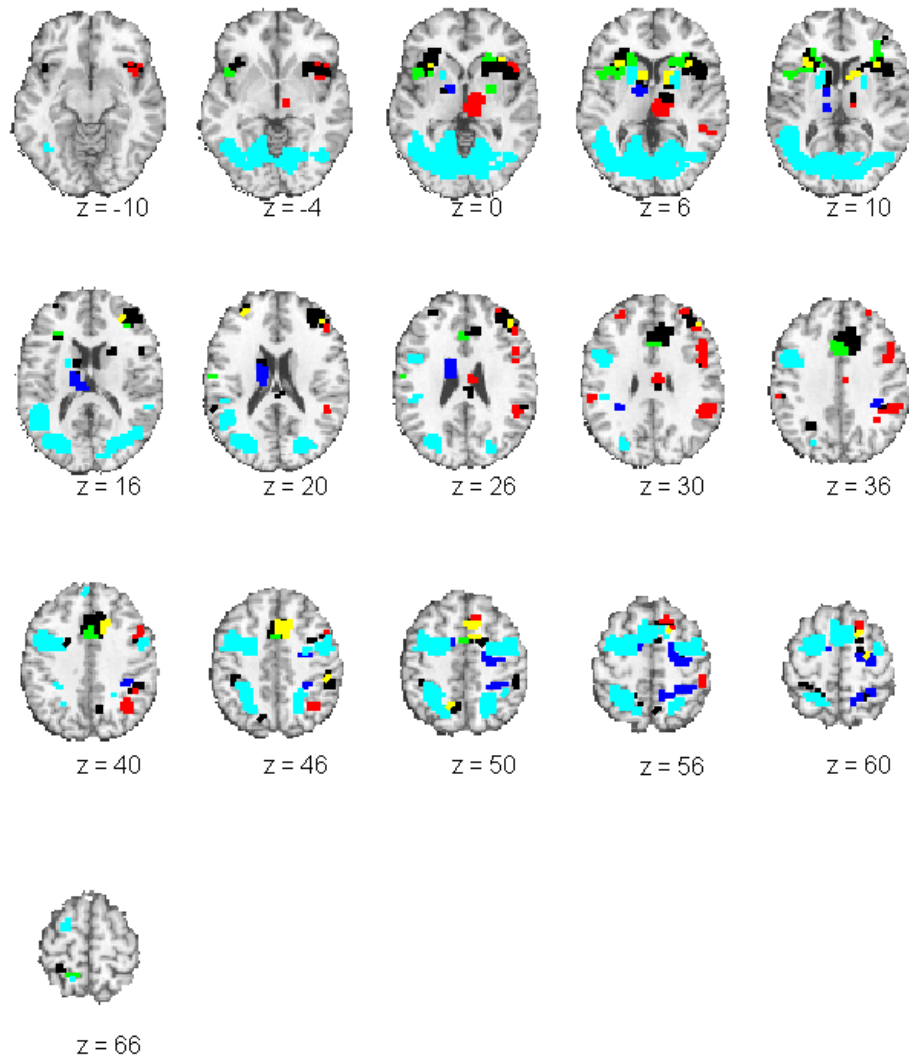 z = -10 z = -4 z = 0 z = 6 z = 10
z = 16 z = 20 z = 26 z = 30 z = 36
z = 40 z = 46 z = 50 z = 56 z = 60
z = 66